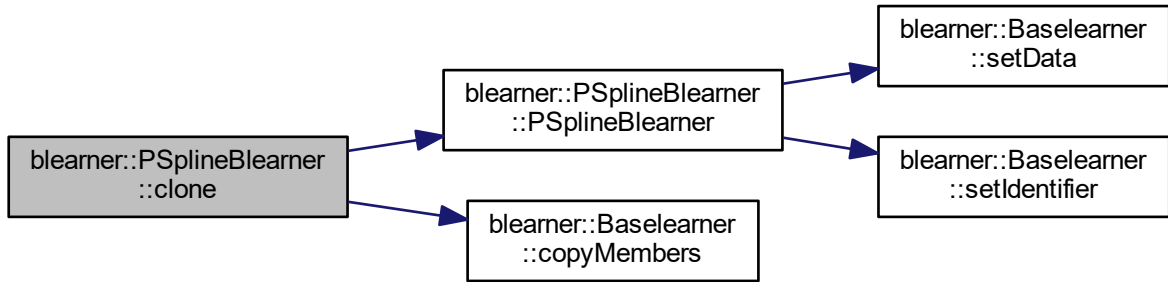 blearner::PSplineBlearner
::clone
blearner::PSplineBlearner
::PSplineBlearner
blearner::Baselearner
::setData
blearner::Baselearner
::setIdentifier
blearner::Baselearner
::copyMembers